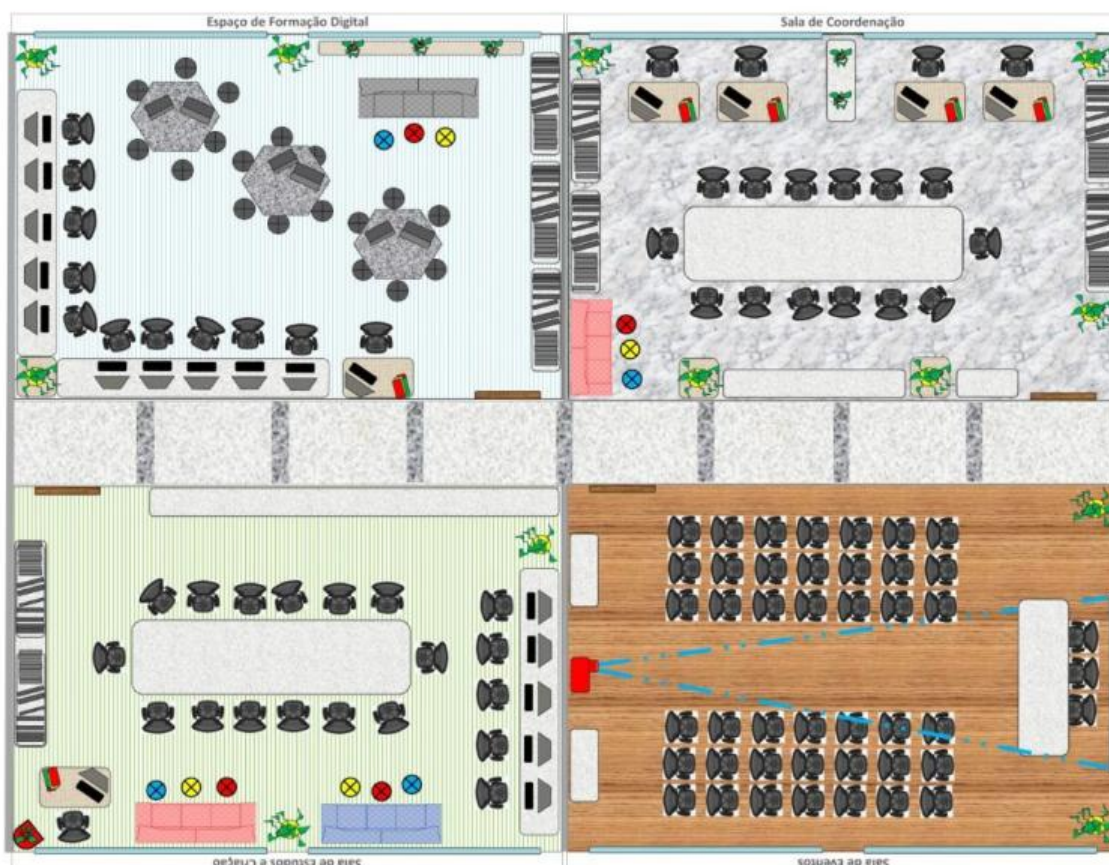 Espaço de Formação Digital
Sala de Coordenação
Sala de Estudos e Criação
Sala de Eventos